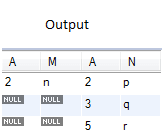 Output
A M A N
2 n 2 p
NULL NULL 3 q
NULL NULL 5 r